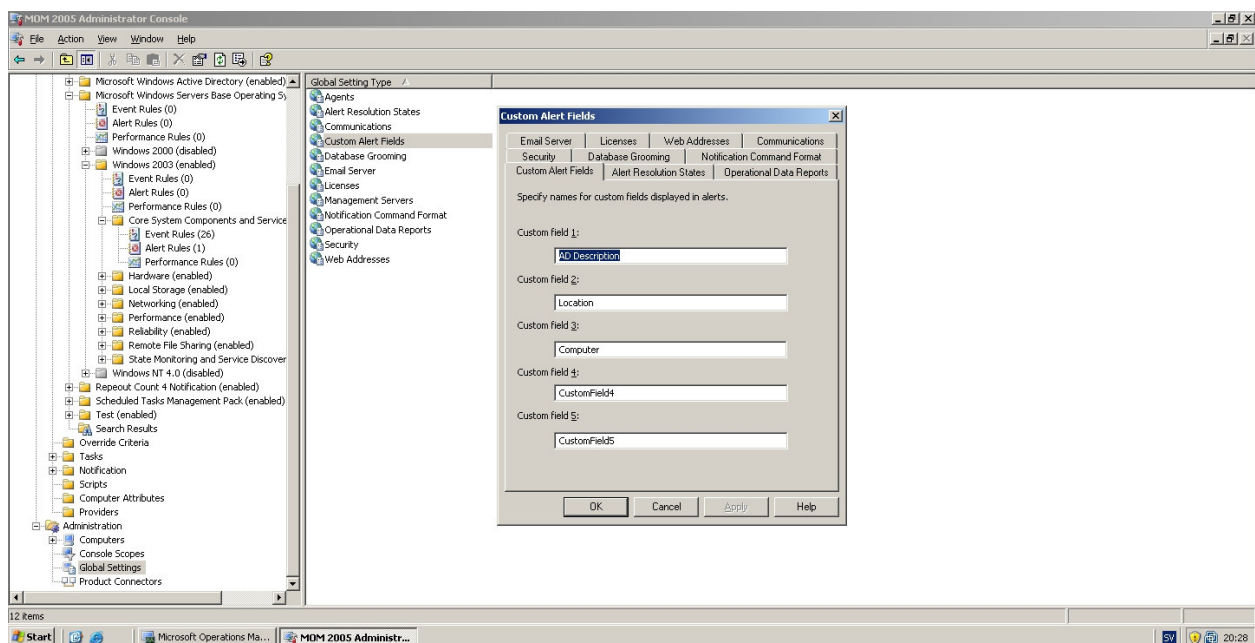 MOM 2005 Administrator Console
File Action View Window Help
Microsoft Windows Active Directory (enabled)
Microsoft Windows Servers Base Operating Sy
Event Rules (0)
Alert Rules (0)
Performance Rules (0)
Windows 2000 (disabled)
Windows 2003 (enabled)
Event Rules (0)
Alert Rules (0)
Performance Rules (0)
Core System Components and Service
Event Rules (26)
Alert Rules (1)
Performance Rules (0)
Hardware (enabled)
Local Storage (enabled)
Networking (enabled)
Performance (enabled)
Reliability (enabled)
Remote File Sharing (enabled)
State Monitoring and Service Discover
Windows NT 4.0 (disabled)
Repeout Count 4 Notification (enabled)
Scheduled Tasks Management Pack (enabled)
Test (enabled)
Search Results
Override Criteria
Tasks
Notification
Scripts
Computer Attributes
Providers
Administration
Computers
Console Scopes
Global Settings
Product Connectors
Global Setting Type
Agents
Alert Resolution States
Communications
Custom Alert Fields
Database Grooming
Email Server
Licenses
Management Servers
Notification Command Format
Operational Data Reports
Security
Web Addresses
Custom Alert Fields
Email Server Licenses Web Addresses Communications
Security Database Grooming Notification Command Format
Custom Alert Fields Alert Resolution States Operational Data Reports
Specify names for custom fields displayed in alerts.
Custom field 1:
AD Description
Custom field 2:
Location
Custom field 3:
Computer
Custom field 4:
CustomField4
Custom field 5:
CustomField5
OK Cancel Apply Help
12 items
Start Microsoft Operations Ma... MOM 2005 Administr... SV 20:28